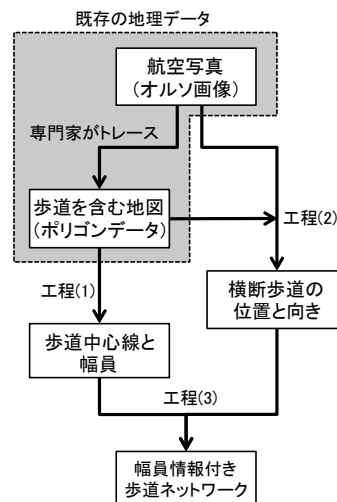 既存の地理データ
航空写真
(オルソ画像)
専門家がトレース
歩道を含む地図
(ポリゴンデータ)
工程(2)
工程(1)
横断歩道の
位置と向き
歩道中心線と
幅員
工程(3)
幅員情報付き
歩道ネットワーク